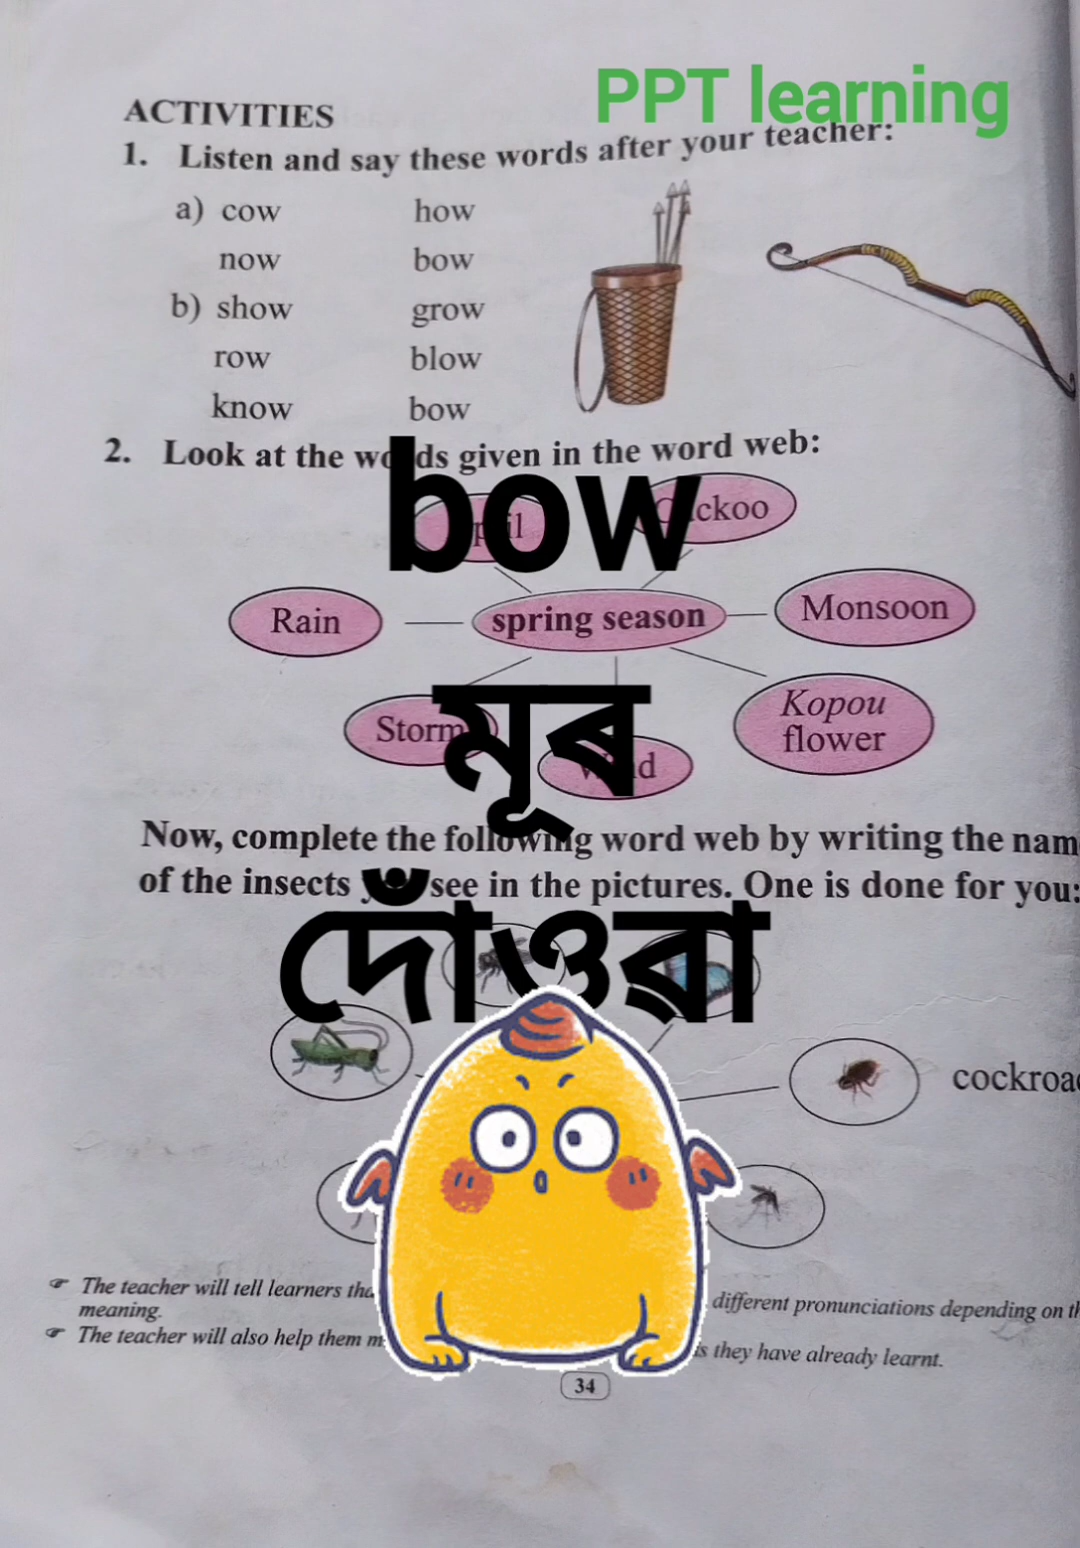 PPT learning
ACTIVITIES
1. Listen and say these words after your teacher:
a) cow how
now bow
b) show grow
row blow
know bow
2. Look at the given in the word web:
bow
ckoo
Rain
spring season
Monsoon
Storm
Kopou
flower
মূৰ
Now, complete the following word web by writing the nam
of the insects see in the pictures. One is done for you:
দোঁওৱা
cockroa
☞ The teacher will tell learners tha different pronunciations depending on th
meaning.
☞ The teacher will also help them m is they have already learnt.
34